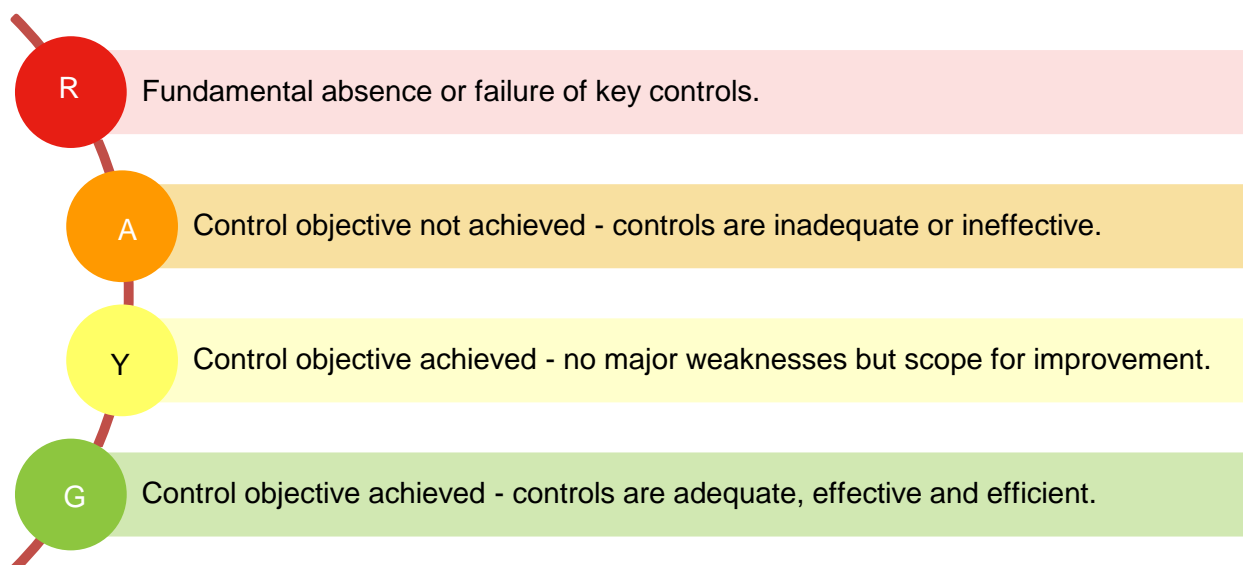 R
Fundamental absence or failure of key controls.
A
Control objective not achieved - controls are inadequate or ineffective.
Y
Control objective achieved - no major weaknesses but scope for improvement.
G
Control objective achieved - controls are adequate, effective and efficient.